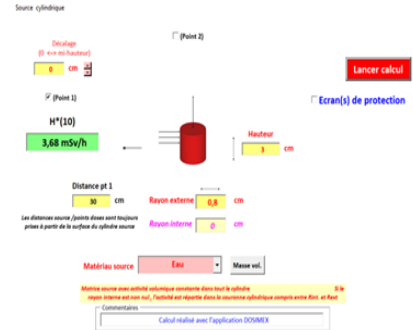 Source cylindrique
(Point 2)
Décalage
(0 <=> mi-hauteur)
0 cm
Lancer calcul
(Point 1)
Ecran(s) de protection
H*(10)
3,68 mSv/h
Hauteur
3 cm
Distance pt 1
30 cm
Rayon externe 0,8 cm
Les distances source /points doses sont toujours
prises à partir de la surface du cylindre source
Rayon interne 0 cm
Matériau source Eau Masse vol.
Matrice source avec activité volumique constante dans tout le cylindre Si le
rayon interne est non nul , l'activité est répartie dans la couronne cylindrique compris entre Rint. et Rext
Commentaires
Calcul réalisé avec l'application DOSIMEX